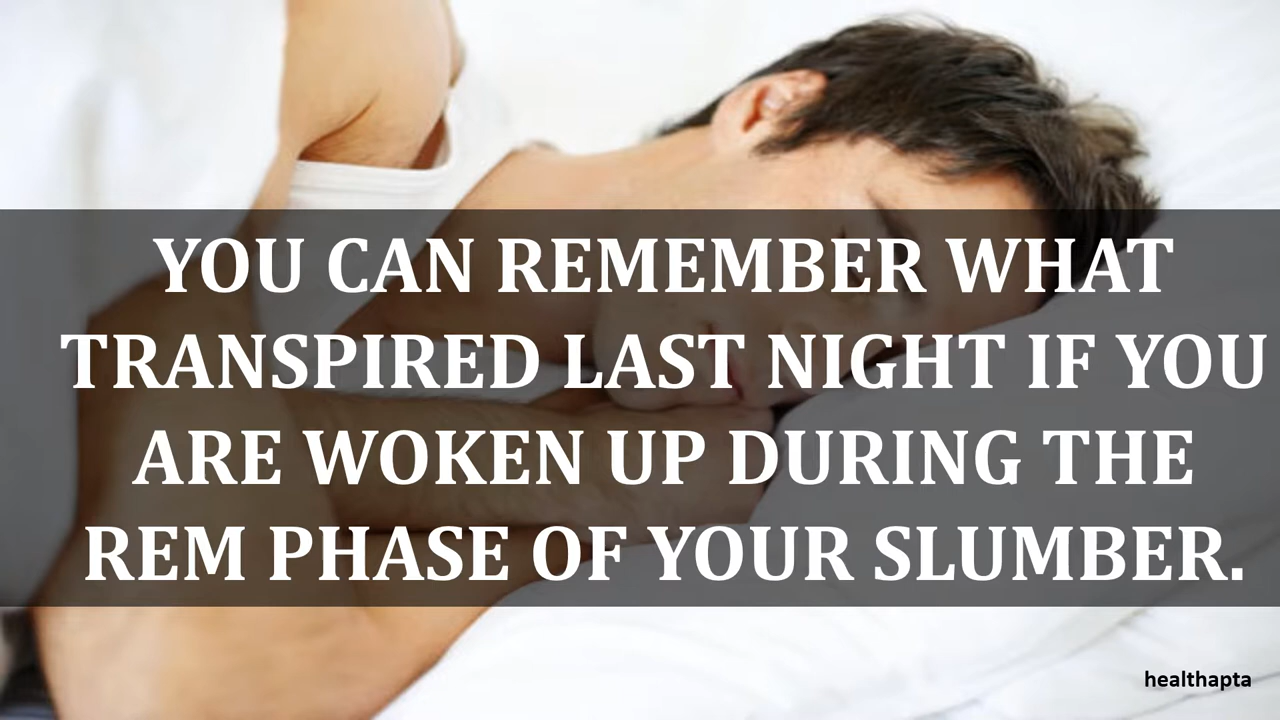 YOU CAN REMEMBER WHAT
TRANSPIRED LAST NIGHT IF YOU
ARE WOKEN UP DURING THE
REM PHASE OF YOUR SLUMBER.
healthapta